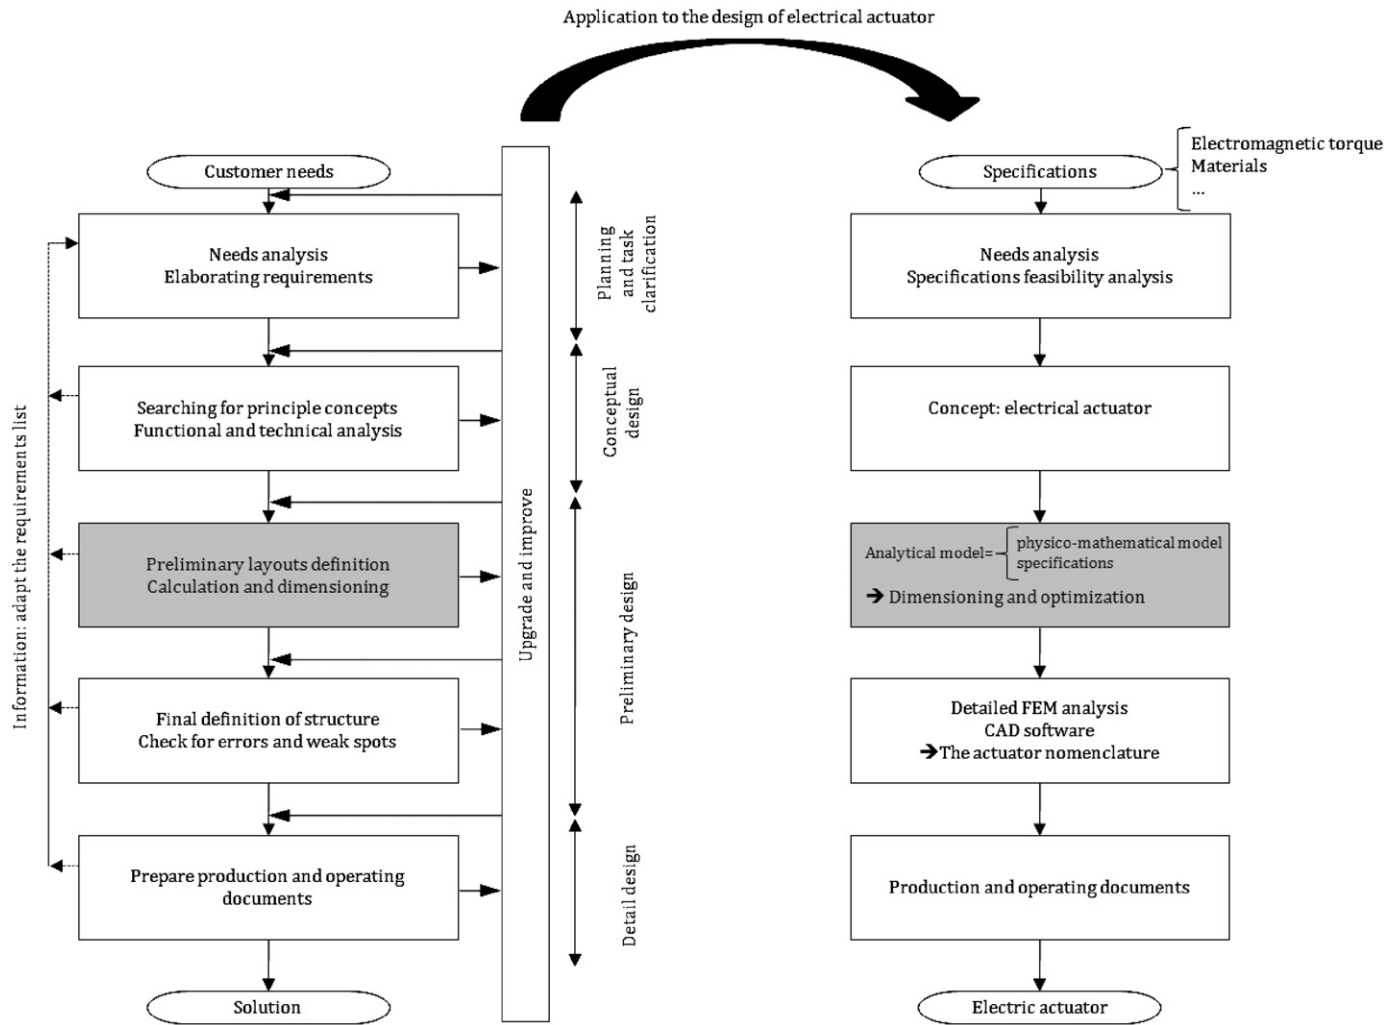 Application to the design of electrical actuator
Customer needs
Needs analysis
Elaborating requirements
Searching for principle concepts
Functional and technical analysis
Preliminary layouts definition
Calculation and dimensioning
Final definition of structure
Check for errors and weak spots
Prepare production and operating
documents
Solution
Information: adapt the requirements list
Upgrade and improve
Planning
and task
clarification
Conceptual
design
Preliminary design
Detail design
Specifications
Electromagnetic torque
Materials
...
Needs analysis
Specifications feasibility analysis
Concept: electrical actuator
Analytical model=
physico-mathematical model
specifications
➔ Dimensioning and optimization
Detailed FEM analysis
CAD software
➔The actuator nomenclature
Production and operating documents
Electric actuator